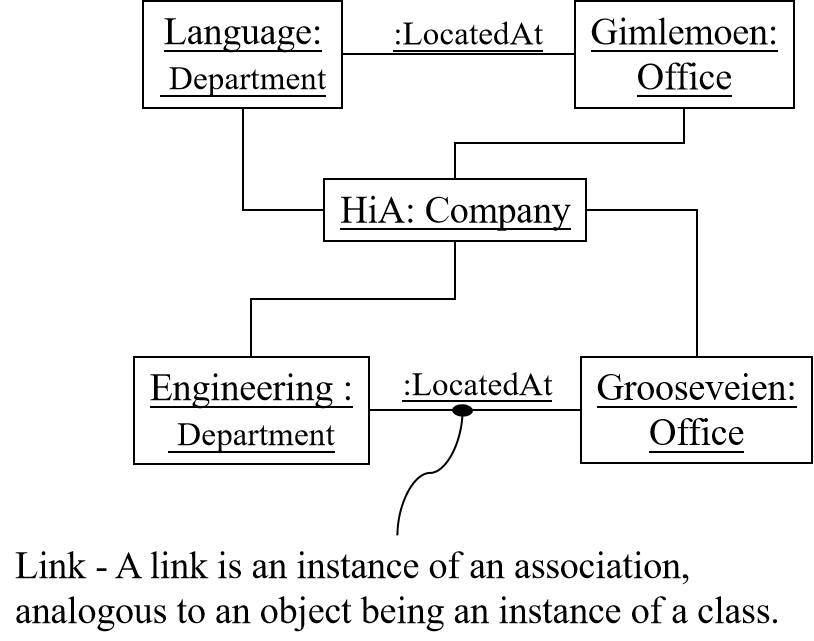 Language:
Department
:LocatedAt
Gimlemoen:
Office
HiA: Company
Engineering :
Department
:LocatedAt
Grooseveien:
Office
Link - A link is an instance of an association,
analogous to an object being an instance of a class.